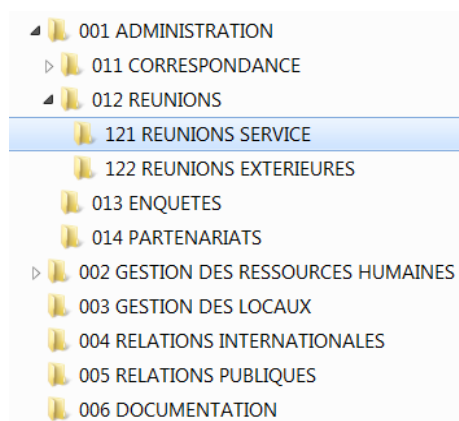 001 ADMINISTRATION
011 CORRESPONDANCE
012 REUNIONS
121 REUNIONS SERVICE
122 REUNIONS EXTERIEURES
013 ENQUETES
014 PARTENARIATS
002 GESTION DES RESSOURCES HUMAINES
003 GESTION DES LOCAUX
004 RELATIONS INTERNATIONALES
005 RELATIONS PUBLIQUES
006 DOCUMENTATION